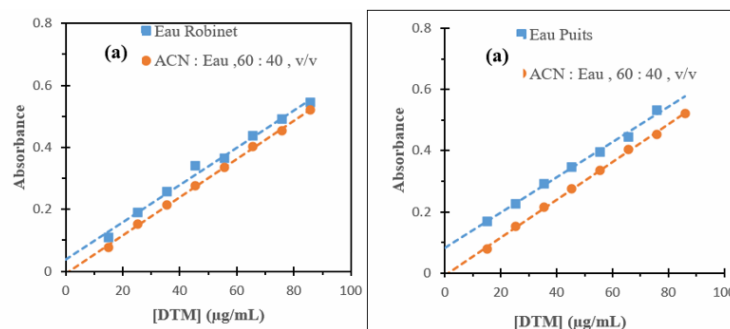 0.8
Eau Robinet
(a)
ACN : Eau ,60 : 40 , v/v
0.6
0.4
0.2
0
0
20
40
60
80
100
Absorbance
[DTM] (µg/mL)
0.8
Eau Puits
(a)
ACN : Eau , 60 : 40 , v/v
0.6
0.4
0.2
0
0
20
40
60
80
100
Absorbance
[DTM] (µg/mL)